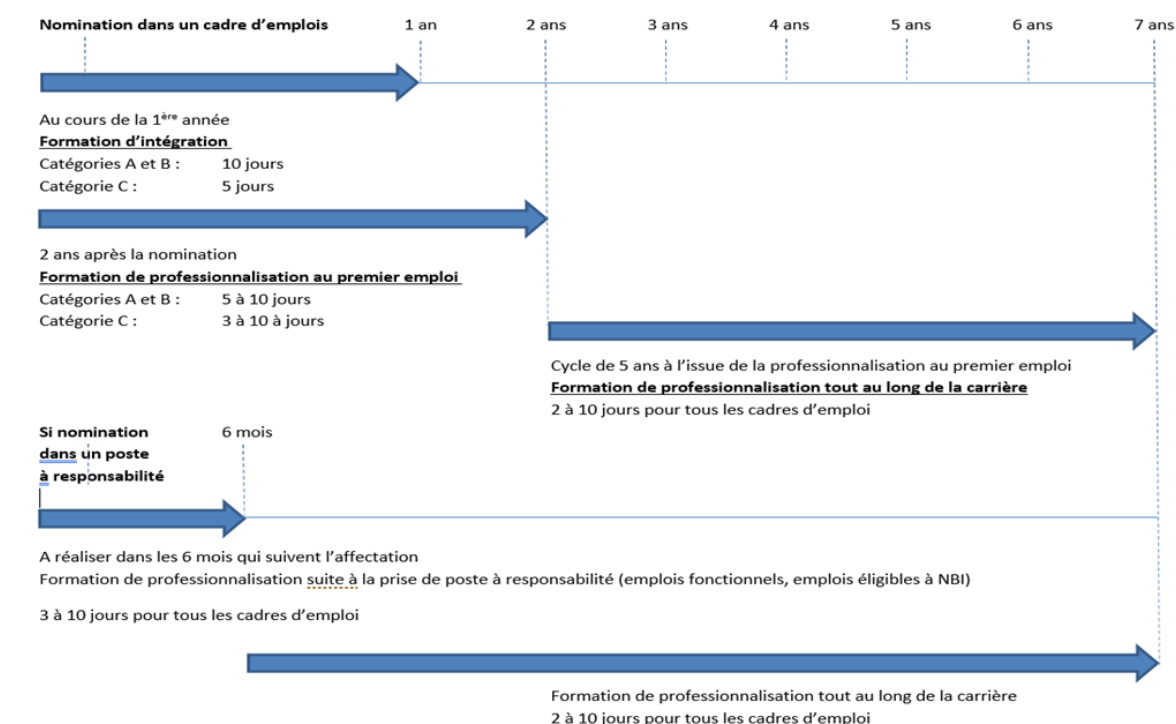 Nomination dans un cadre d’emplois 1 an 2 ans 3 ans 4 ans 5 ans 6 ans 7 ans
Au cours de la 1ère année
Formation d’intégration
Catégories A et B : 10 jours
Catégorie C : 5 jours
2 ans après la nomination
Formation de professionnalisation au premier emploi
Catégories A et B : 5 à 10 jours
Catégorie C : 3 à 10 à jours
Cycle de 5 ans à l’issue de la professionnalisation au premier emploi
Formation de professionnalisation tout au long de la carrière
2 à 10 jours pour tous les cadres d’emploi
Si nomination 6 mois
dans un poste
à responsabilité
A réaliser dans les 6 mois qui suivent l’affectation
Formation de professionnalisation suite à la prise de poste à responsabilité (emplois fonctionnels, emplois éligibles à NBI)
3 à 10 jours pour tous les cadres d’emploi
Formation de professionnalisation tout au long de la carrière
2 à 10 jours pour tous les cadres d’emploi